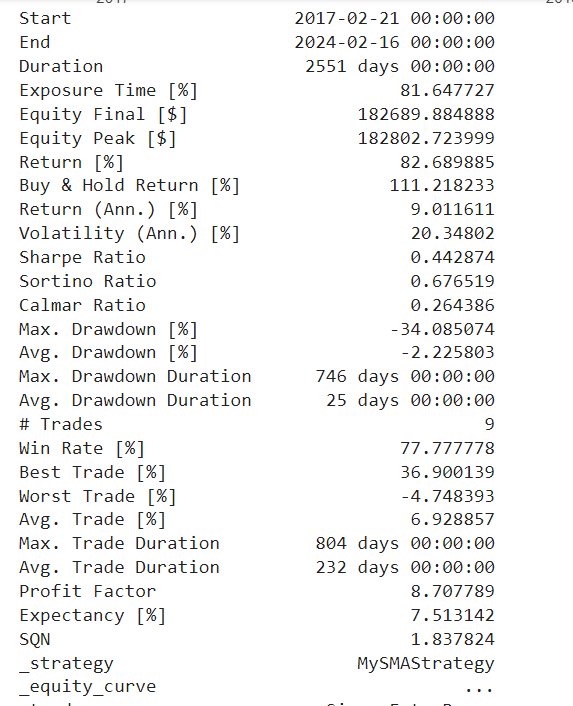 Start 2017-02-21 00:00:00
End 2024-02-16 00:00:00
Duration 2551 days 00:00:00
Exposure Time [%] 81.647727
Equity Final [$] 182689.884888
Equity Peak [$] 182802.723999
Return [%] 82.689885
Buy & Hold Return [%] 111.218233
Return (Ann.) [%] 9.011611
Volatility (Ann.) [%] 20.34802
Sharpe Ratio 0.442874
Sortino Ratio 0.676519
Calmar Ratio 0.264386
Max. Drawdown [%] -34.085074
Avg. Drawdown [%] -2.225803
Max. Drawdown Duration 746 days 00:00:00
Avg. Drawdown Duration 25 days 00:00:00
# Trades 9
Win Rate [%] 77.777778
Best Trade [%] 36.900139
Worst Trade [%] -4.748393
Avg. Trade [%] 6.928857
Max. Trade Duration 804 days 00:00:00
Avg. Trade Duration 232 days 00:00:00
Profit Factor 8.707789
Expectancy [%] 7.513142
SQN 1.837824
_strategy MySMAStrategy
_equity_curve ...